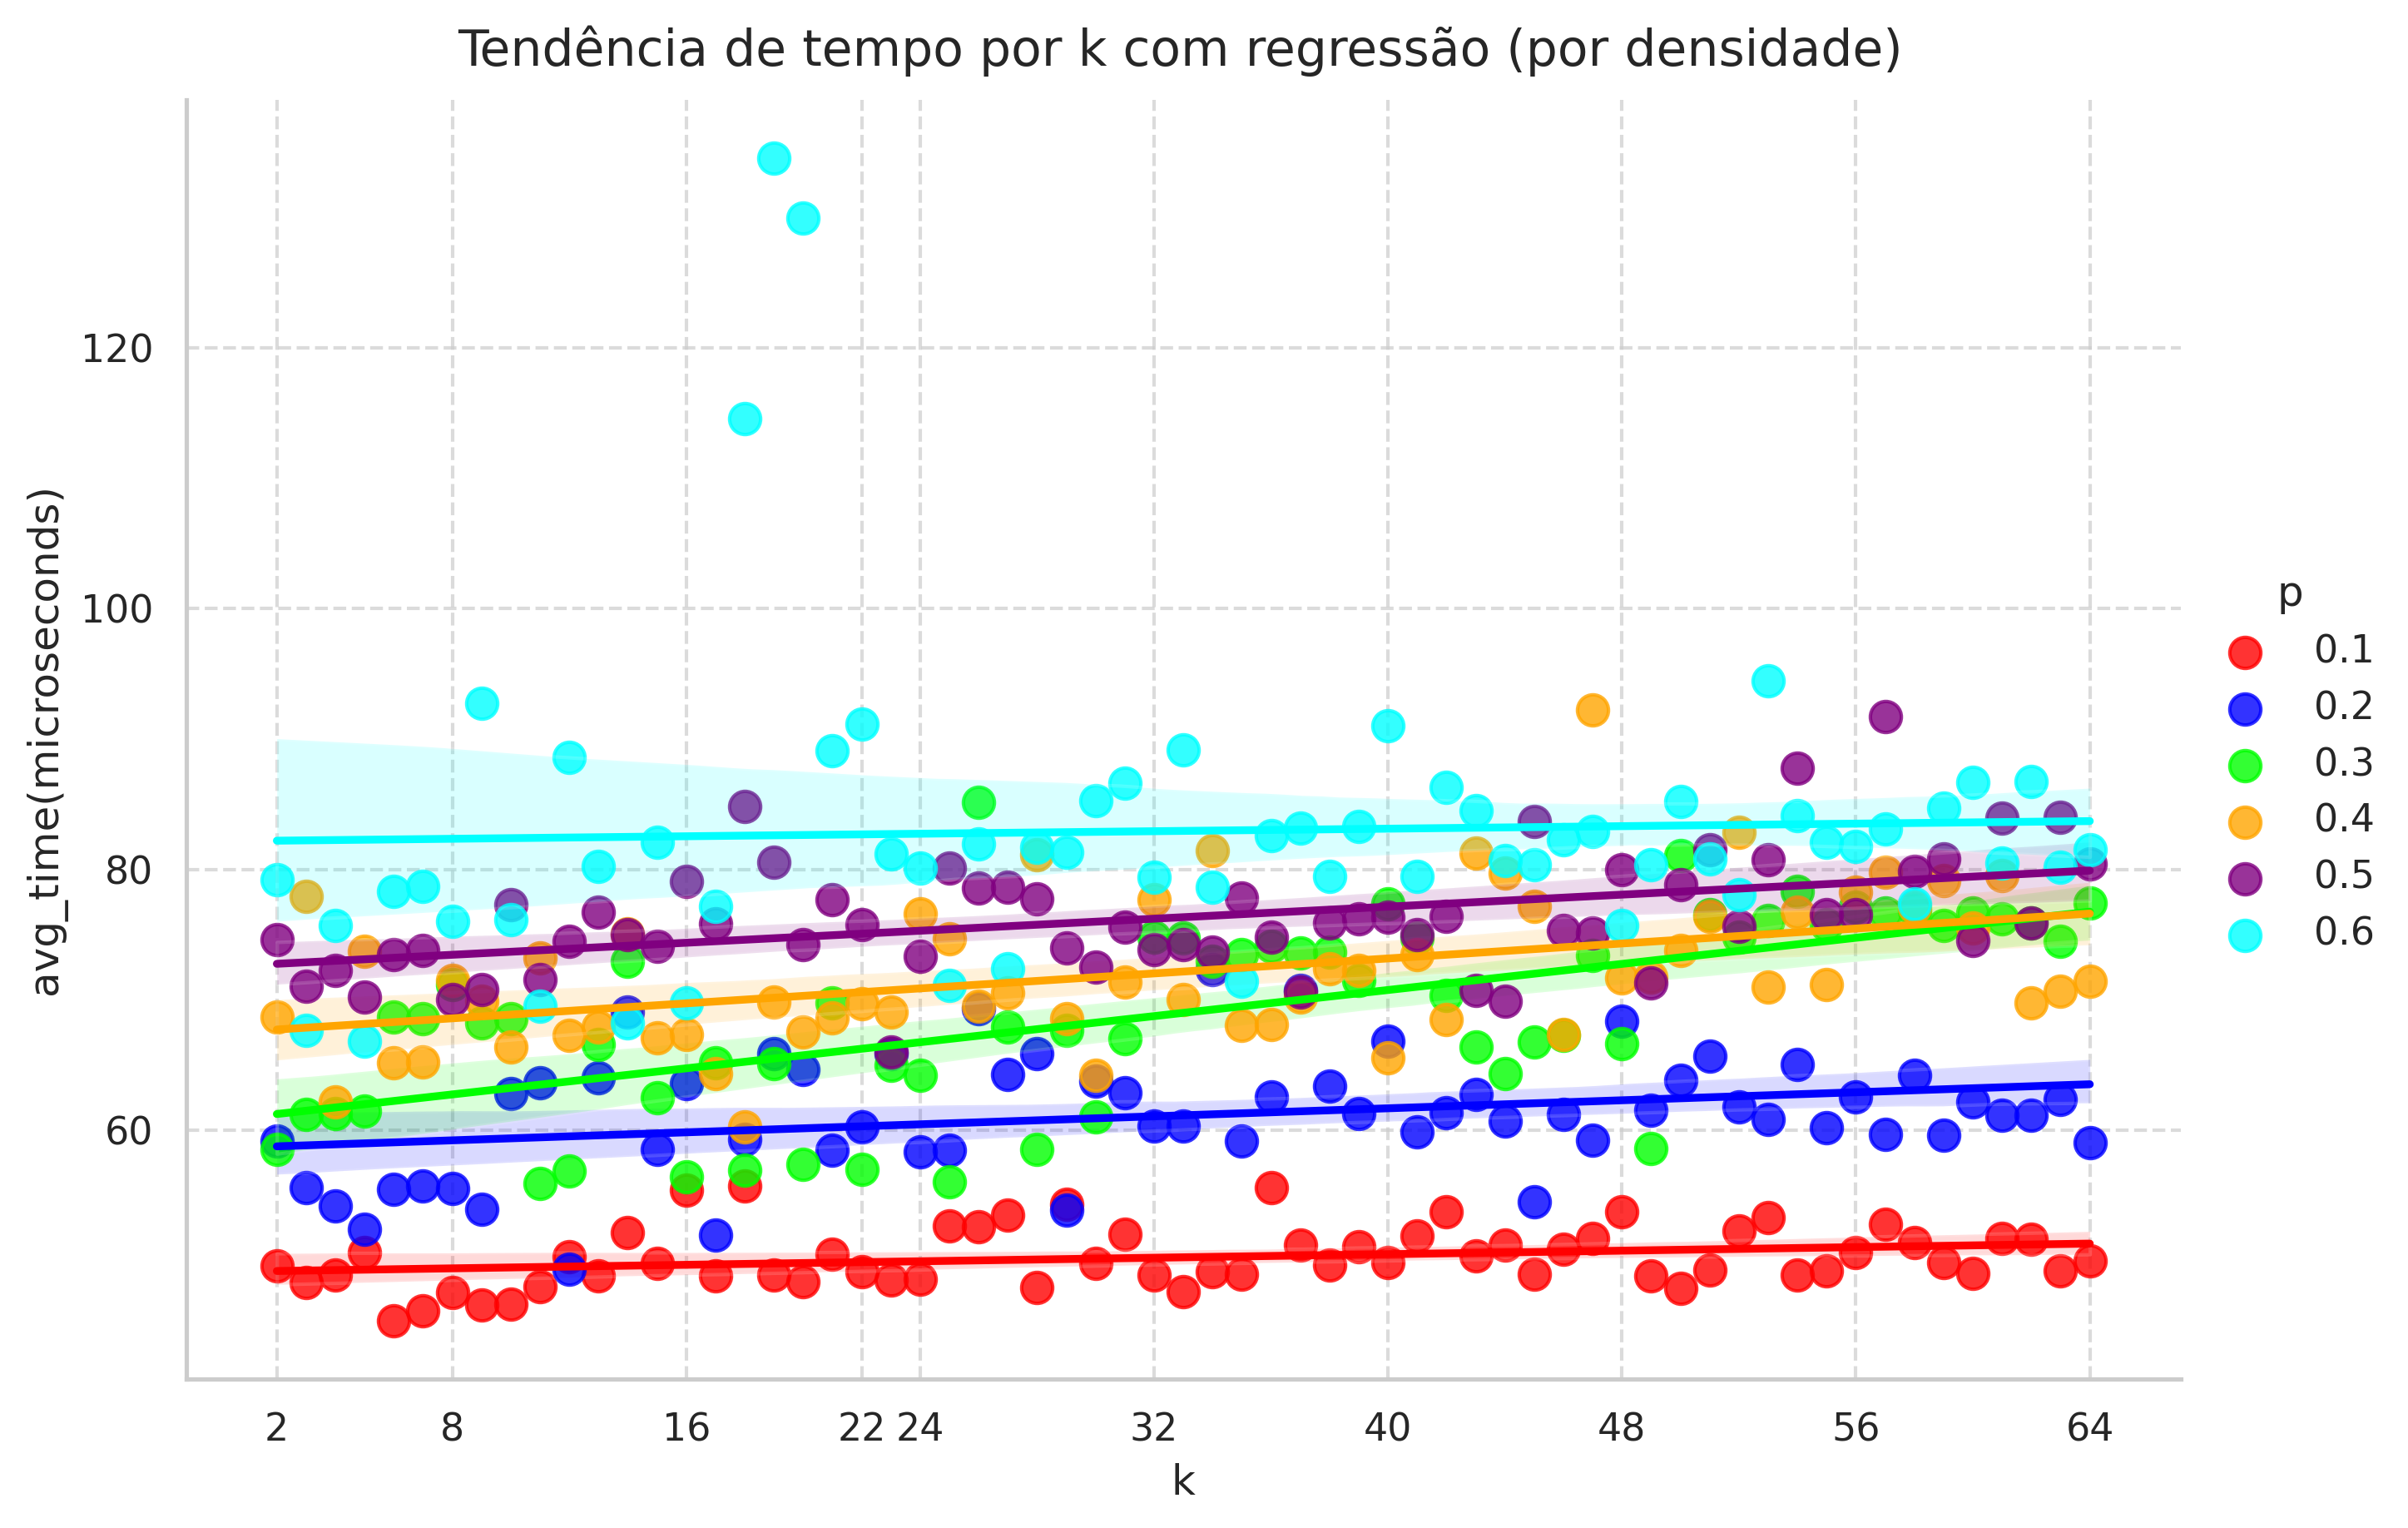 Tendência de tempo por k com regressão (por densidade)
avg_time(microseconds)
120
100
80
60
2 8 16 22 24 32 40 48 56 64
k
p
0.1
0.2
0.3
0.4
0.5
0.6